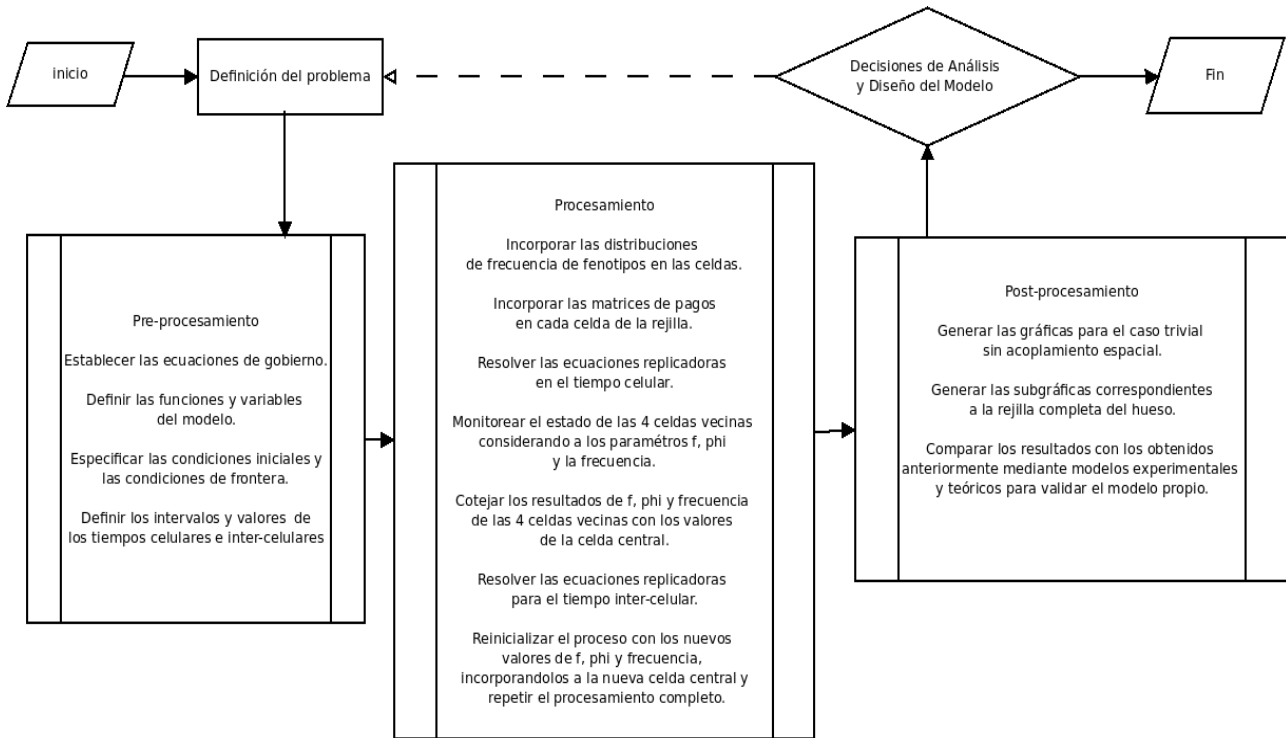 inicio
Definición del problema
Decisiones de Análisis
y Diseño del Modelo
Fin
Pre-procesamiento
Establecer las ecuaciones de gobierno.
Definir las funciones y variables
del modelo.
Especificar las condiciones iniciales y
las condiciones de frontera.
Definir los intervalos y valores de
los tiempos celulares e inter-celulares
Procesamiento
Incorporar las distribuciones
de frecuencia de fenotipos en las celdas.
Incorporar las matrices de pagos
en cada celda de la rejilla.
Resolver las ecuaciones replicadoras
en el tiempo celular.
Monitorear el estado de las 4 celdas vecinas
considerando a los paramétros f, phi
y la frecuencia.
Cotejar los resultados de f, phi y frecuencia
de las 4 celdas vecinas con los valores
de la celda central.
Resolver las ecuaciones replicadoras
para el tiempo inter-celular.
Reinicializar el proceso con los nuevos
valores de f, phi y frecuencia,
incorporandolos a la nueva celda central y
repetir el procesamiento completo.
Post-procesamiento
Generar las gráficas para el caso trivial
sin acoplamiento espacial.
Generar las subgráficas correspondientes
a la rejilla completa del hueso.
Comparar los resultados con los obtenidos
anteriormente mediante modelos experimentales
y teóricos para validar el modelo propio.